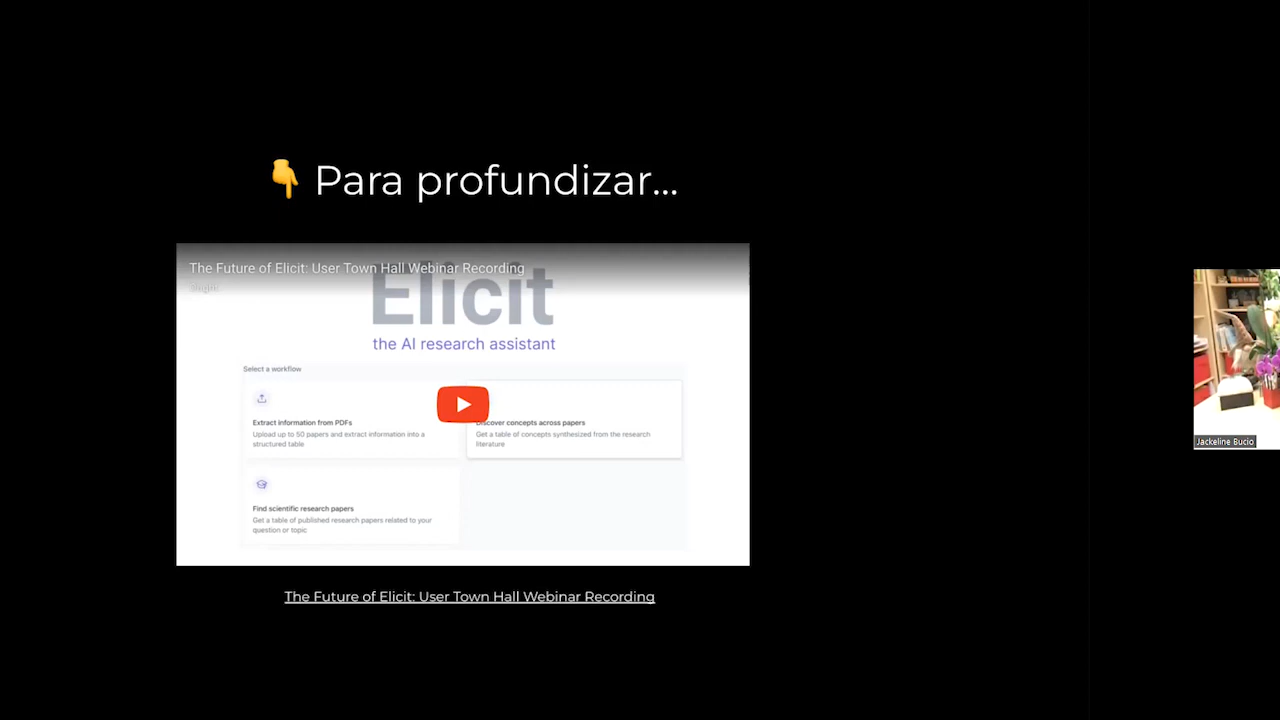 👇 Para profundizar...
The Future of Elicit: User Town Hall Webinar Recording
Elicit
the AI research assistant
Select a workflow
Extract information from PDFs
Upload up to 50 papers and extract information into a
structured table
Discover concepts across papers
Get a table of concepts synthesized from the research
literature
Find scientific research papers
Get a table of published research papers related to your
question or topic
The Future of Elicit: User Town Hall Webinar Recording
Jackeline Bucio